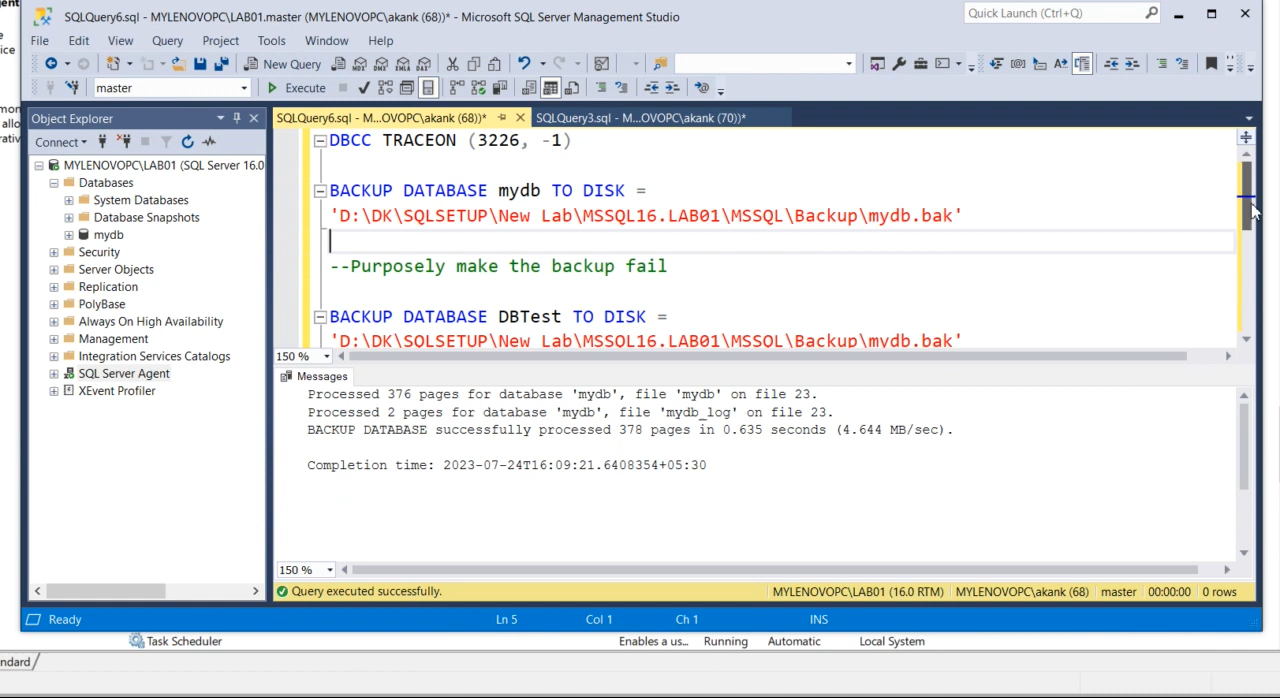 SQLQuery6.sql - MYLENOVOPC\LAB01.master (MYLENOVOPC\akank (68))* - Microsoft SQL Server Management Studio
Quick Launch (Ctrl+Q)
File Edit View Query Project Tools Window Help
New Query
master
Execute
Object Explorer
Connect
MYLENOVOPC\LAB01 (SQL Server 16.0
Databases
System Databases
Database Snapshots
mydb
Security
Server Objects
Replication
PolyBase
Always On High Availability
Management
Integration Services Catalogs
SQL Server Agent
XEvent Profiler
SQLQuery6.sql - M...OVOPC\akank (68))*
SQLQuery3.sql - M...OVOPC\akank (70))*
DBCC TRACEON (3226, -1)
BACKUP DATABASE mydb TO DISK =
'D:\DK\SQLSETUP\New Lab\MSSQL16.LAB01\MSSQL\Backup\mydb.bak'
--Purposely make the backup fail
BACKUP DATABASE DBTest TO DISK =
'D:\DK\SQLSETUP\New Lab\MSSQL16.LAB01\MSSQL\Backup\mydb.bak'
150 %
Messages
Processed 376 pages for database 'mydb', file 'mydb' on file 23.
Processed 2 pages for database 'mydb', file 'mydb_log' on file 23.
BACKUP DATABASE successfully processed 378 pages in 0.635 seconds (4.644 MB/sec).
Completion time: 2023-07-24T16:09:21.6408354+05:30
150 %
Query executed successfully.
MYLENOVOPC\LAB01 (16.0 RTM) MYLENOVOPC\akank (68) master 00:00:00 0 rows
Ready Ln 5 Col 1 Ch 1 INS
Task Scheduler Enables a us... Running Automatic Local System